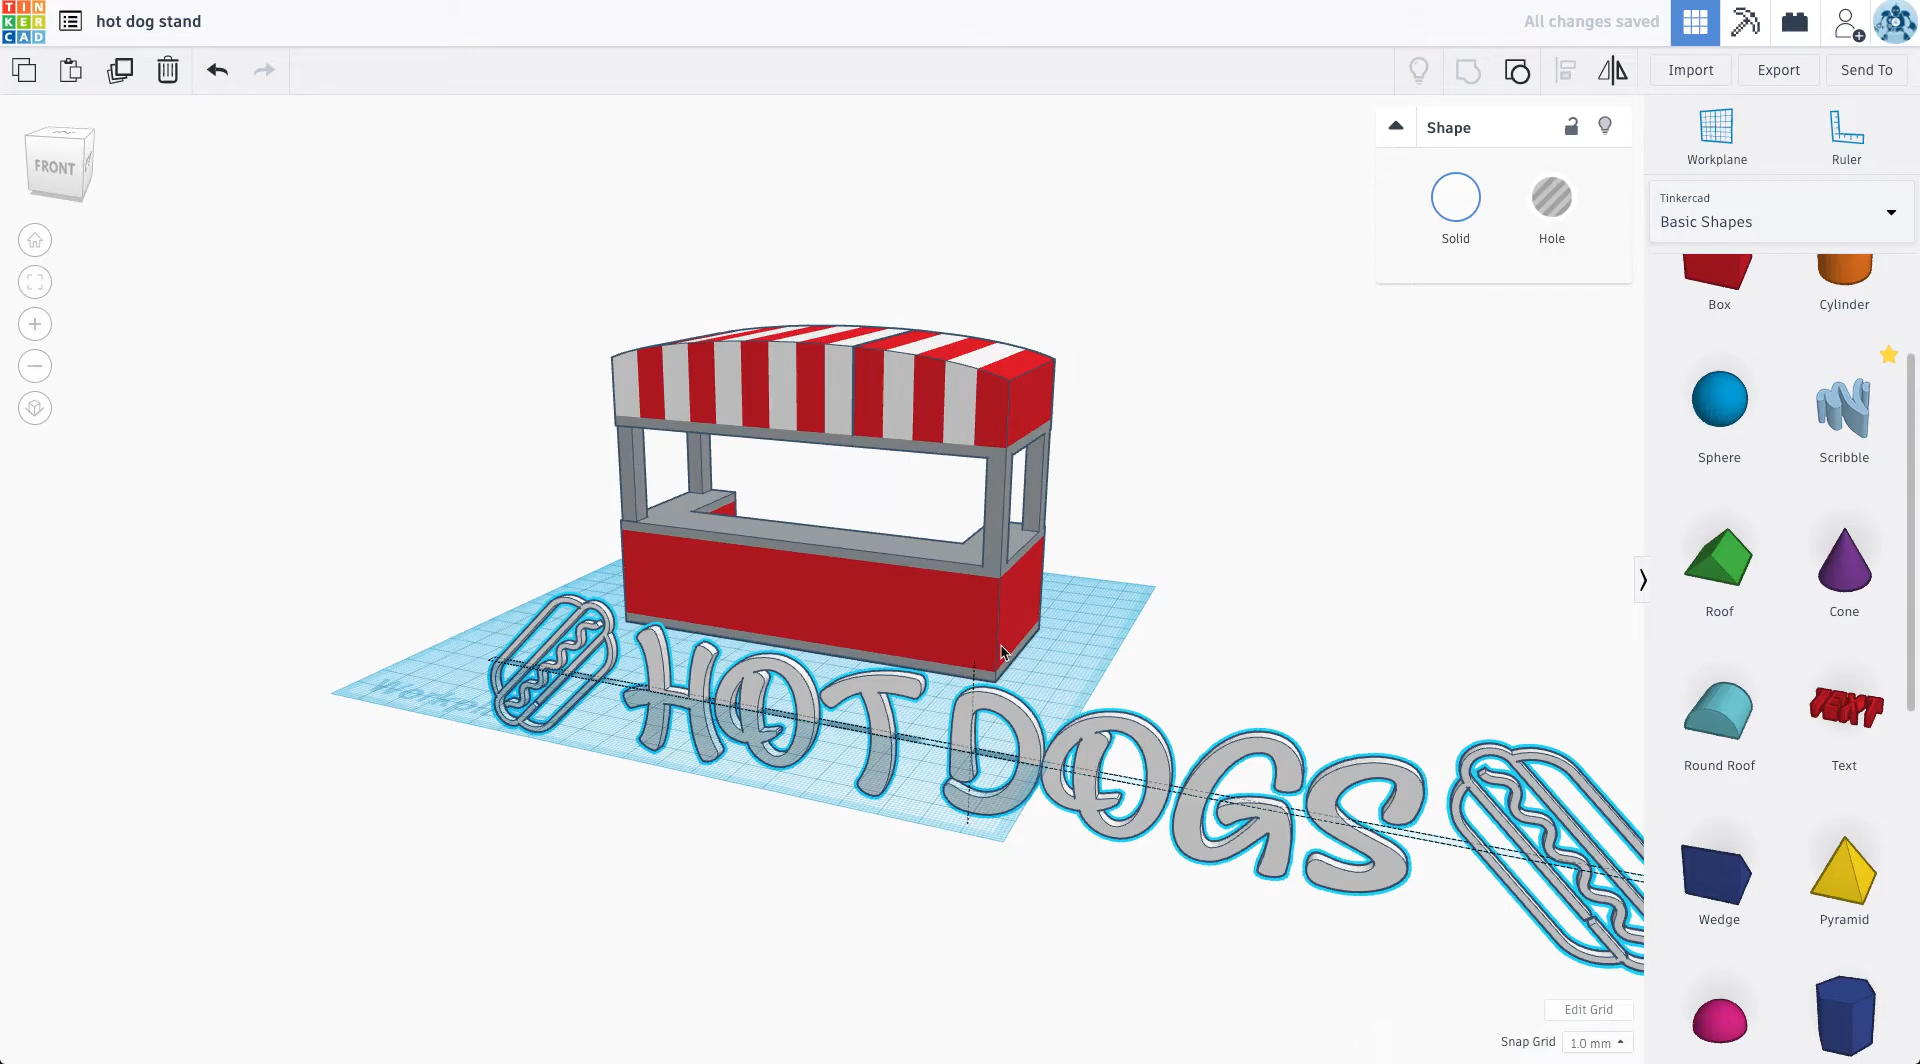 TIN
KER
CAD
hot dog stand
All changes saved
Import
Export
Send To
FRONT
Shape
Solid
Hole
Workplane
Ruler
Tinkercad
Basic Shapes
Box
Cylinder
Sphere
Scribble
Roof
Cone
Round Roof
TEXT
Text
Wedge
Pyramid
HOT DOGS
Edit Grid
Snap Grid
1.0 mm